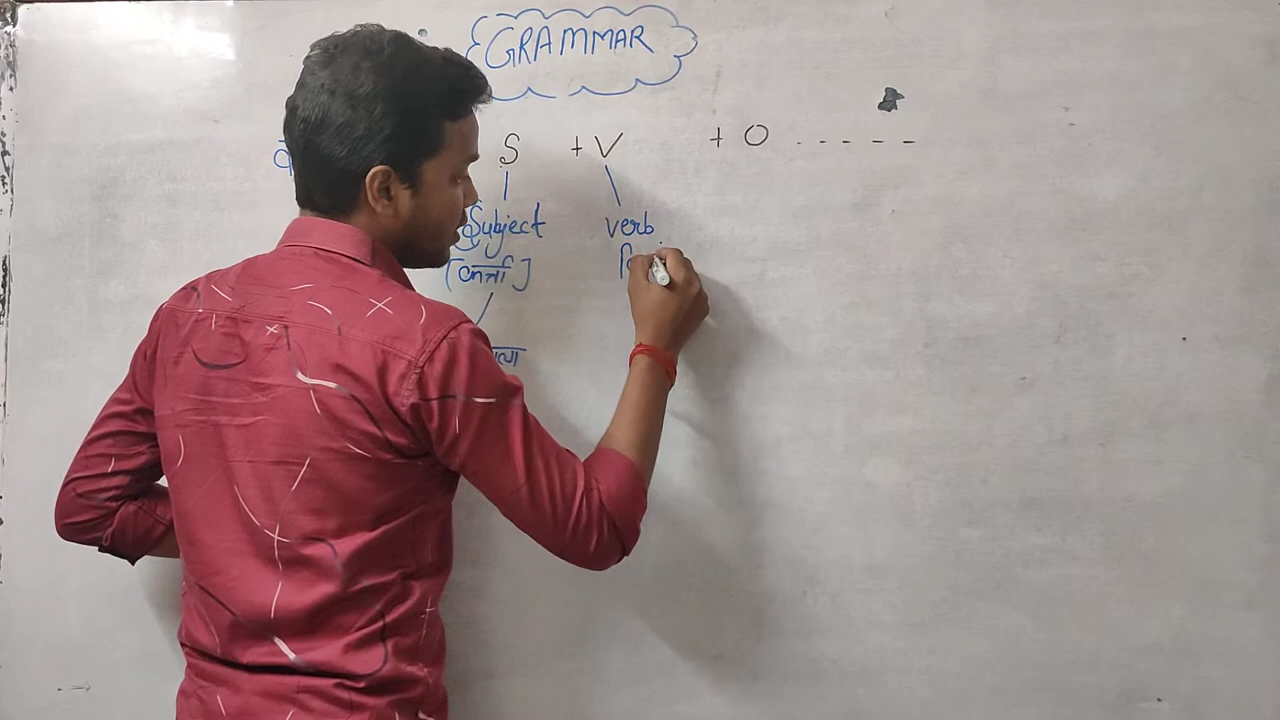 GRAMMAR
S + V + O - - - - -
Subject verb
[कर्ता]